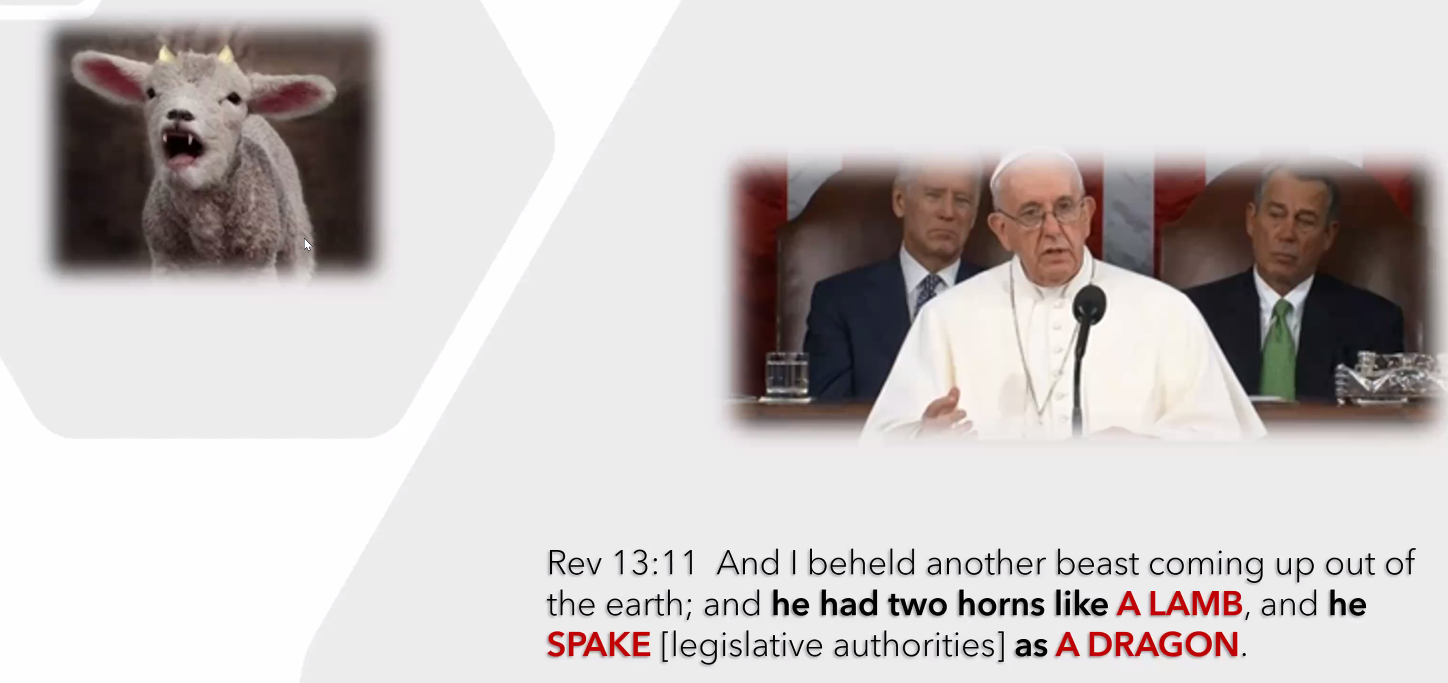 Rev 13:11  And I beheld another beast coming up out of
the earth; and he had two horns like A LAMB, and he
SPAKE [legislative authorities] as A DRAGON.